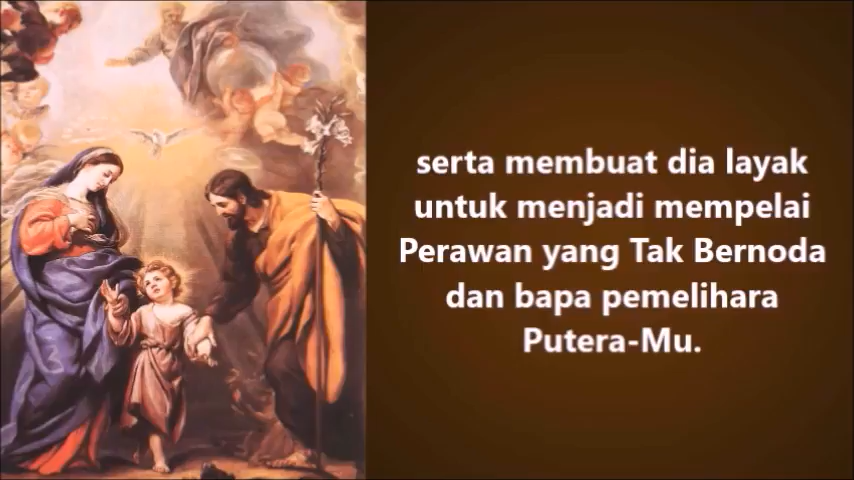 serta membuat dia layak
untuk menjadi mempelai
Perawan yang Tak Bernoda
dan bapa pemelihara
Putera-Mu.